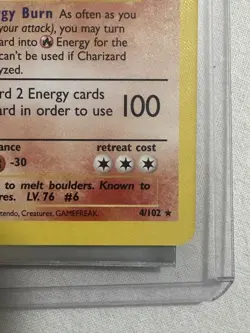 gy Burn As often as you
your attack), you may turn
ard into Energy for the
can't be used if Charizard
yzed.
rd 2 Energy cards
ard in order to use 100
ance retreat cost
-30
to melt boulders. Known to
res. LV. 76 #6
ntendo, Creatures, GAMEFREAK. 4/102 ★